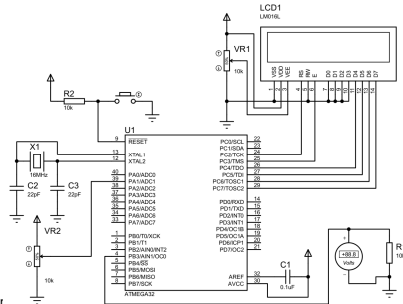 LCD1
LM016L
VR1
10k
VSS
VDD
VEE
RS
RW
E
D0
D1
D2
D3
D4
D5
D6
D7
1
2
3
4
5
6
7
8
9
10
11
12
13
14
R2
10k
U1
9 RESET
13 XTAL1
12 XTAL2
X1
16MHz
C2
22pF
C3
22pF
40 PA0/ADC0
39 PA1/ADC1
38 PA2/ADC2
37 PA3/ADC3
36 PA4/ADC4
35 PA5/ADC5
34 PA6/ADC6
33 PA7/ADC7
1 PB0/T0/XCK
2 PB1/T1
3 PB2/AIN0/INT2
4 PB3/AIN1/OC0
5 PB4/SS
6 PB5/MOSI
7 PB6/MISO
8 PB7/SCK
ATMEGA32
PC0/SCL 22
PC1/SDA 23
PC2/TCK 24
PC3/TMS 25
PC4/TDO 26
PC5/TDI 27
PC6/TOSC1 28
PC7/TOSC2 29
PD0/RXD 14
PD1/TXD 15
PD2/INT0 16
PD3/INT1 17
PD4/OC1B 18
PD5/OC1A 19
PD6/ICP1 20
PD7/OC2 21
AREF 32
AVCC 30
VR2
10k
C1
0.1uF
+88.8
Volts
R